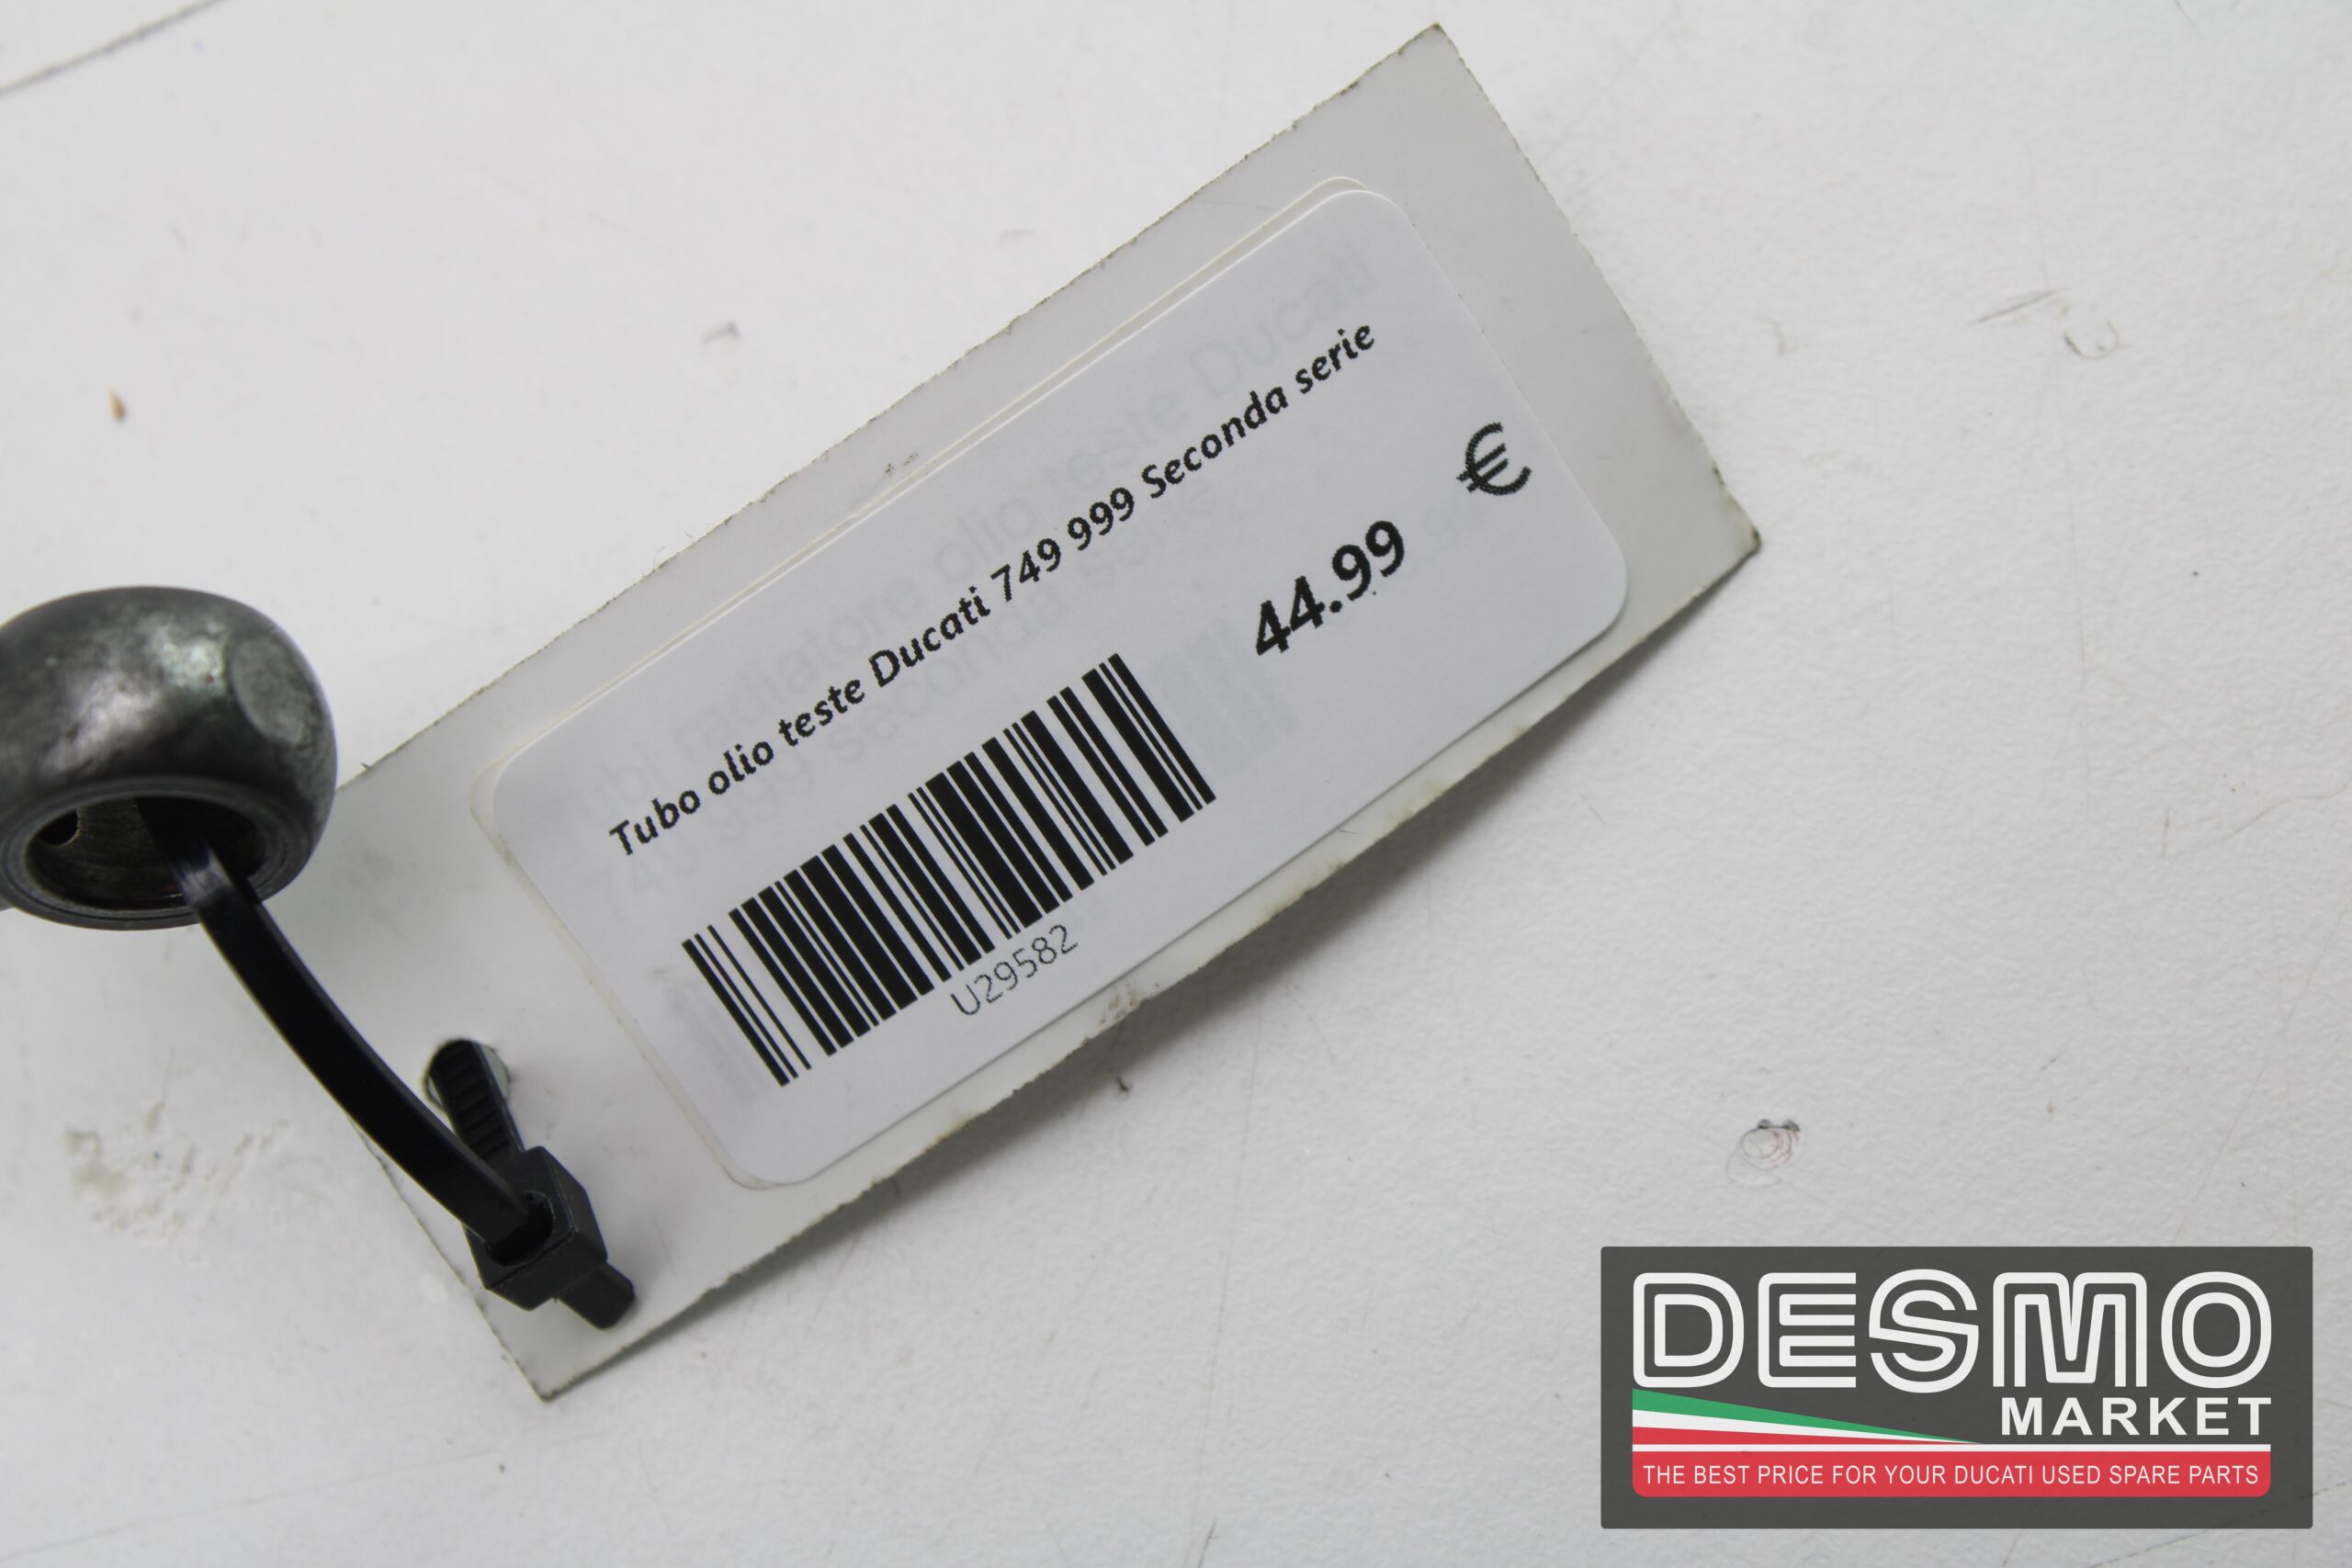 Tubo olio teste Ducati 749 999 Seconda serie
44.99 €
U29582
DESMO
MARKET
THE BEST PRICE FOR YOUR DUCATI USED SPARE PARTS